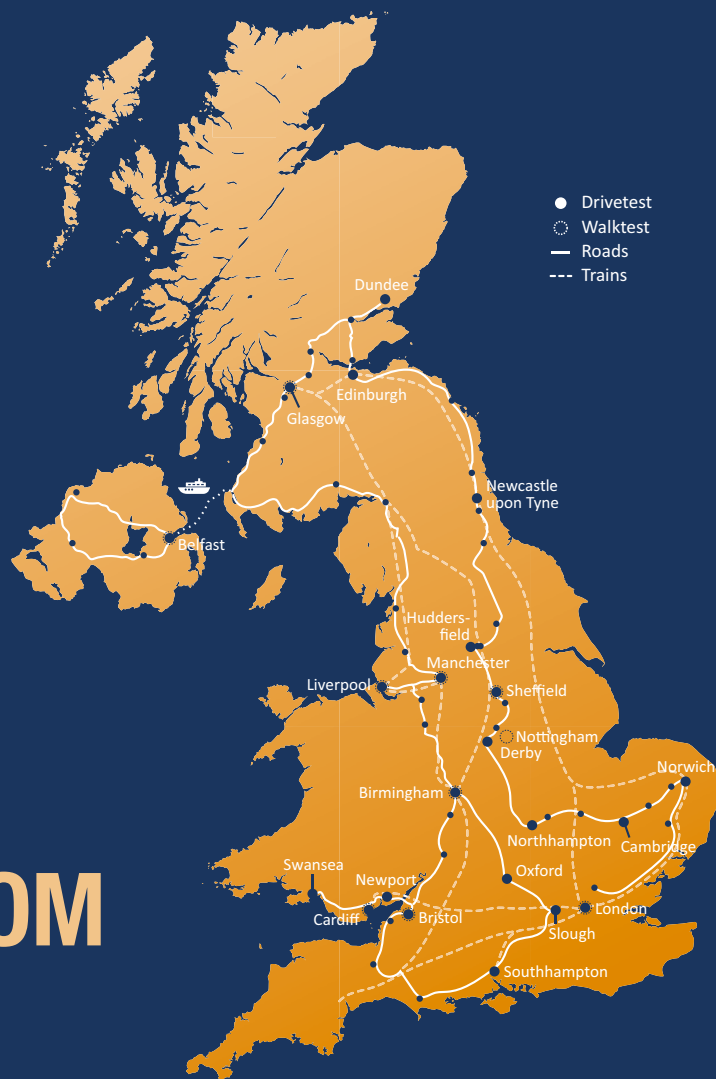 Drivetest
Walktest
Roads
Trains
Dundee
Edinburgh
Glasgow
Newcastle
upon Tyne
Belfast
Hudders-
field
Manchester
Liverpool
Sheffield
Nottingham
Derby
Norwich
Birmingham
Northhampton
Cambridge
Swansea
Oxford
Newport
Cardiff
Bristol
London
Slough
Southhampton
OM